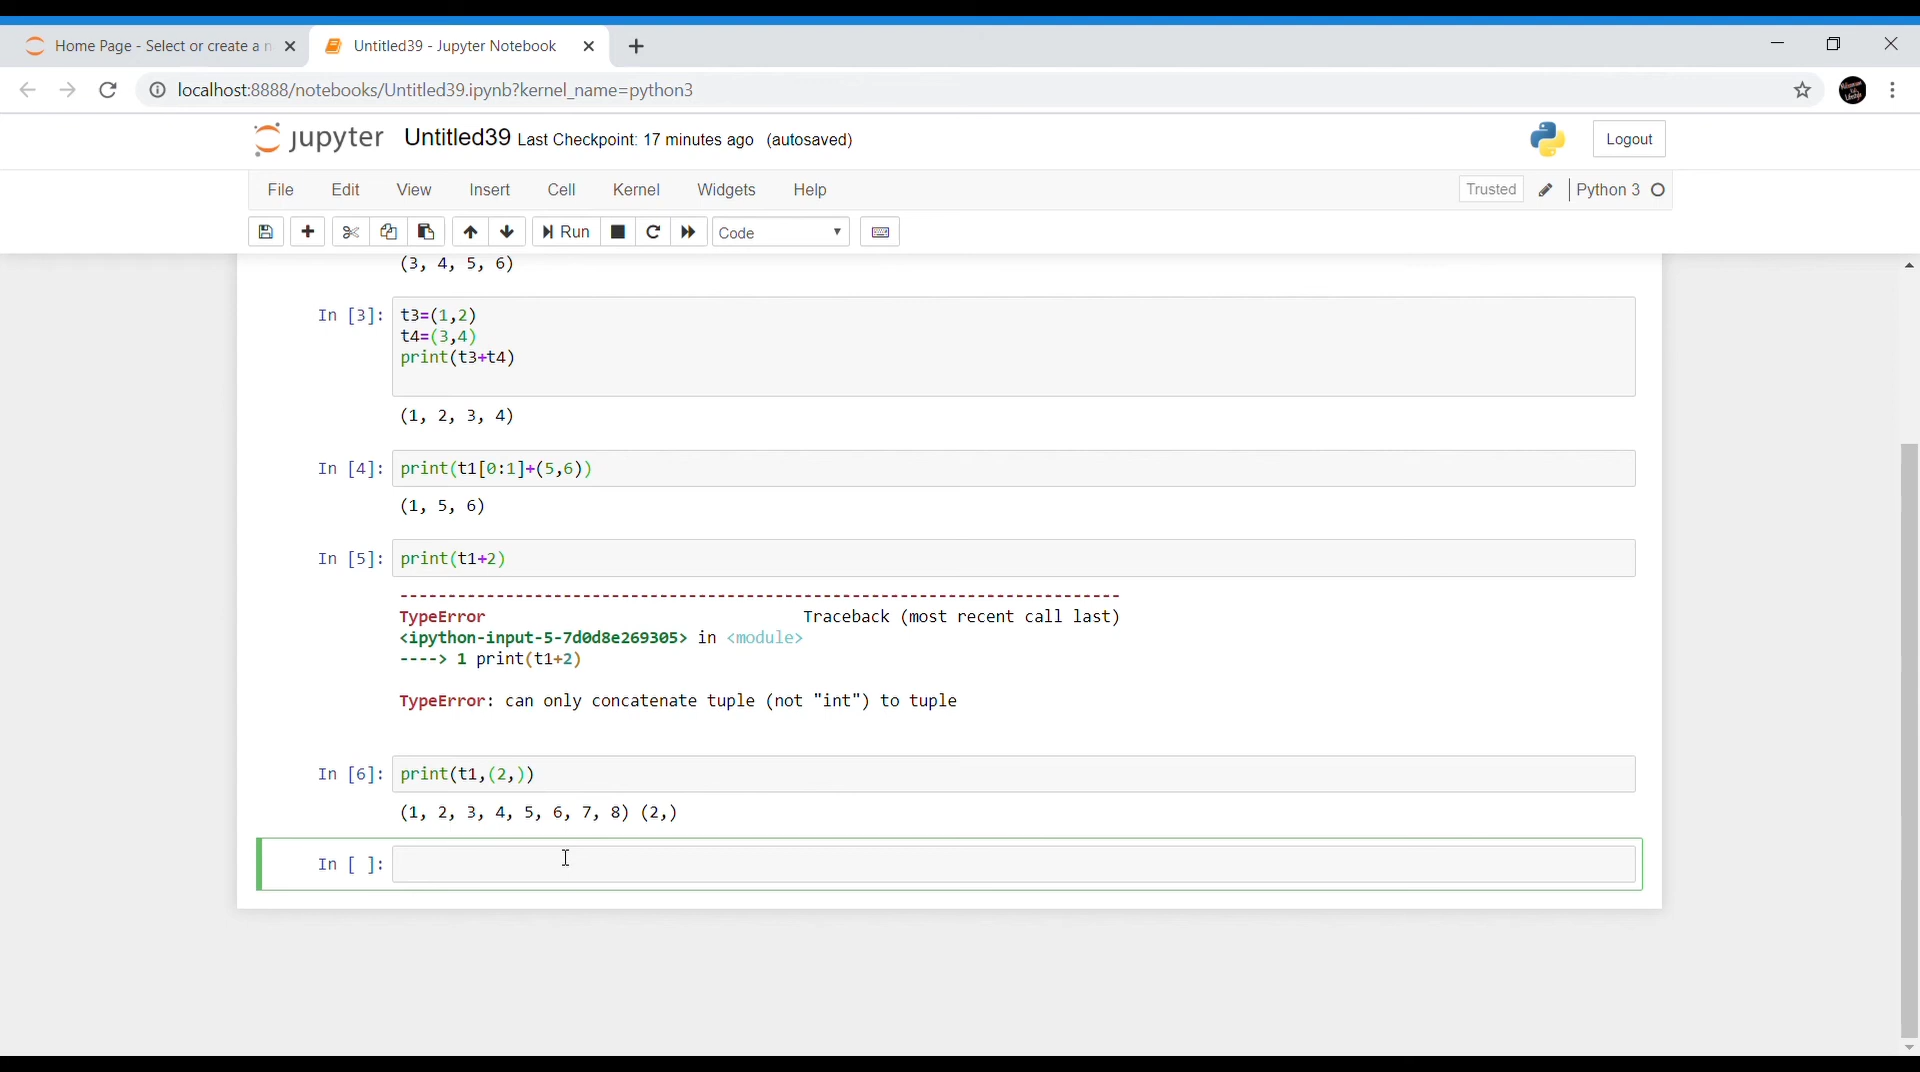 Home Page - Select or create a n
Untitled39 - Jupyter Notebook
localhost:8888/notebooks/Untitled39.ipynb?kernel_name=python3
jupyter Untitled39 Last Checkpoint: 17 minutes ago (autosaved)
Logout
File Edit View Insert Cell Kernel Widgets Help
Trusted Python 3
Run Code
(3, 4, 5, 6)
In [3]: t3=(1,2)
t4=(3,4)
print(t3+t4)
(1, 2, 3, 4)
In [4]: print(t1[0:1]+(5,6))
(1, 5, 6)
In [5]: print(t1+2)
---------------------------------------------------------------------------
TypeError Traceback (most recent call last)
<ipython-input-5-7d0d8e269305> in <module>
----> 1 print(t1+2)
TypeError: can only concatenate tuple (not "int") to tuple
In [6]: print(t1,(2,))
(1, 2, 3, 4, 5, 6, 7, 8) (2,)
In [ ]: